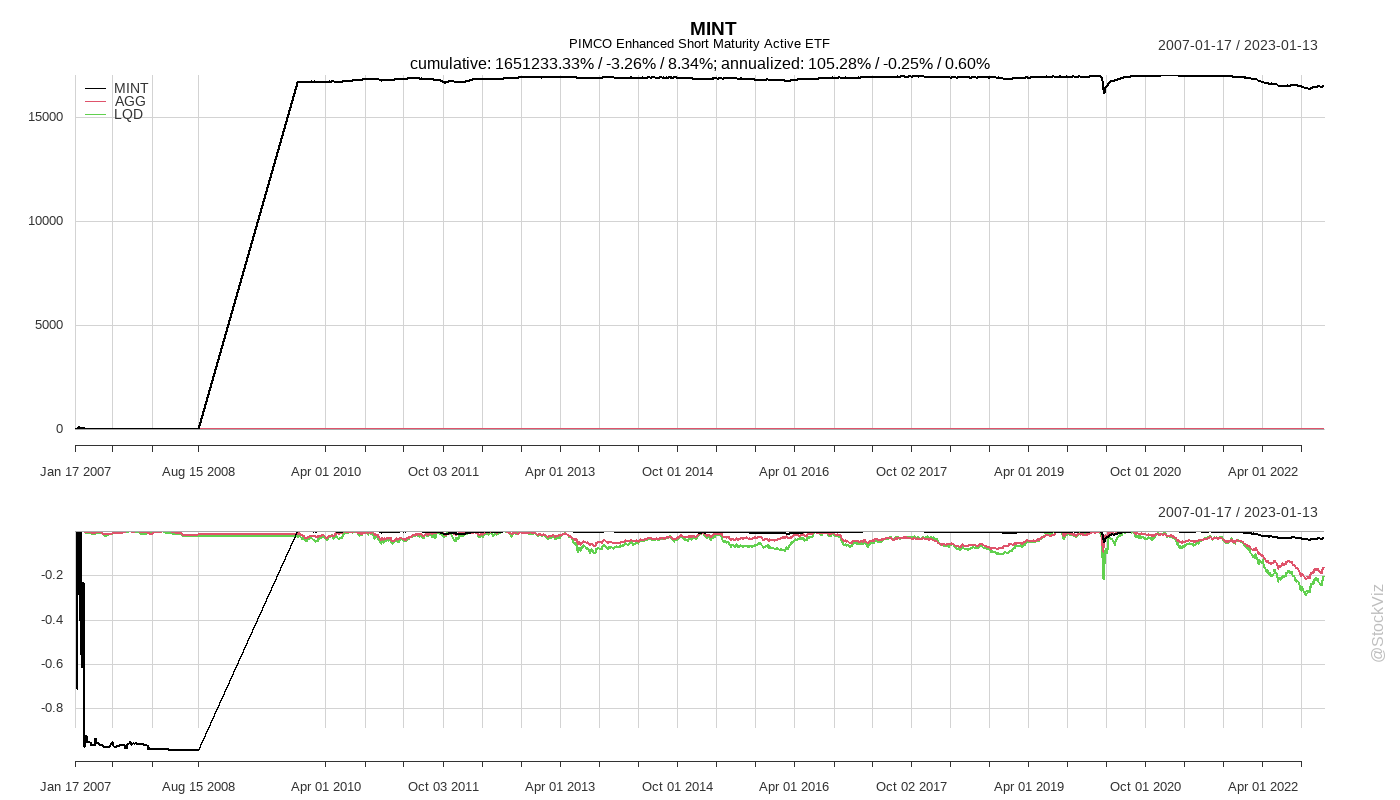 MINT
PIMCO Enhanced Short Maturity Active ETF
2007-01-17 / 2023-01-13
cumulative: 1651233.33% / -3.26% / 8.34%; annualized: 105.28% / -0.25% / 0.60%
MINT
AGG
LQD
15000
10000
5000
0
Jan 17 2007 Aug 15 2008 Apr 01 2010 Oct 03 2011 Apr 01 2013 Oct 01 2014 Apr 01 2016 Oct 02 2017 Apr 01 2019 Oct 01 2020 Apr 01 2022
2007-01-17 / 2023-01-13
-0.2
-0.4
-0.6
-0.8
Jan 17 2007 Aug 15 2008 Apr 01 2010 Oct 03 2011 Apr 01 2013 Oct 01 2014 Apr 01 2016 Oct 02 2017 Apr 01 2019 Oct 01 2020 Apr 01 2022
@StockViz